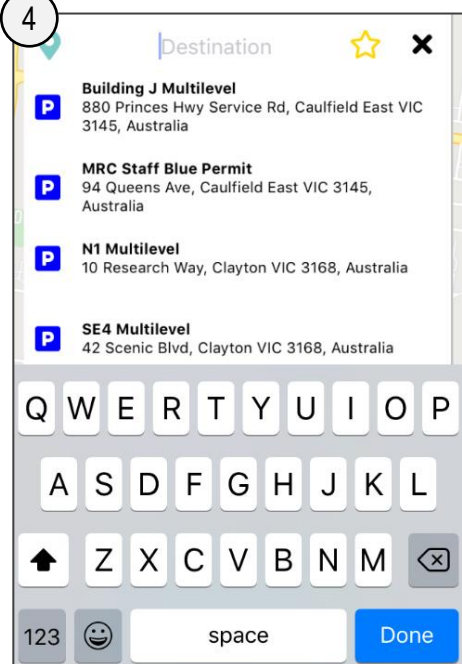 4
Destination
P
Building J Multilevel
880 Princes Hwy Service Rd, Caulfield East VIC
3145, Australia
P
MRC Staff Blue Permit
94 Queens Ave, Caulfield East VIC 3145,
Australia
P
N1 Multilevel
10 Research Way, Clayton VIC 3168, Australia
P
SE4 Multilevel
42 Scenic Blvd, Clayton VIC 3168, Australia
Q W E R T Y U I O P
A S D F G H J K L
Z X C V B N M
123 space Done